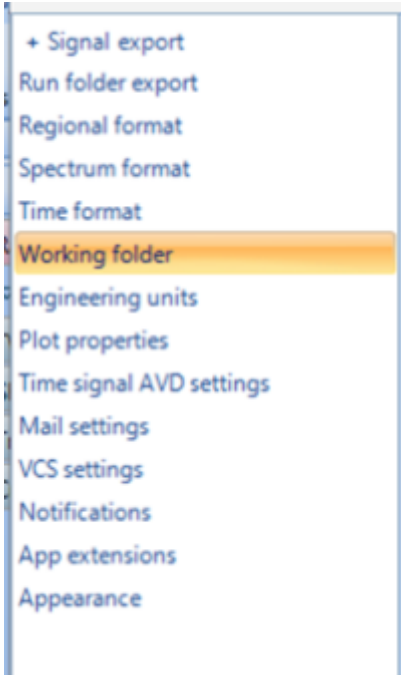 + Signal export
Run folder export
Regional format
Spectrum format
Time format
Working folder
Engineering units
Plot properties
Time signal AVD settings
Mail settings
VCS settings
Notifications
App extensions
Appearance